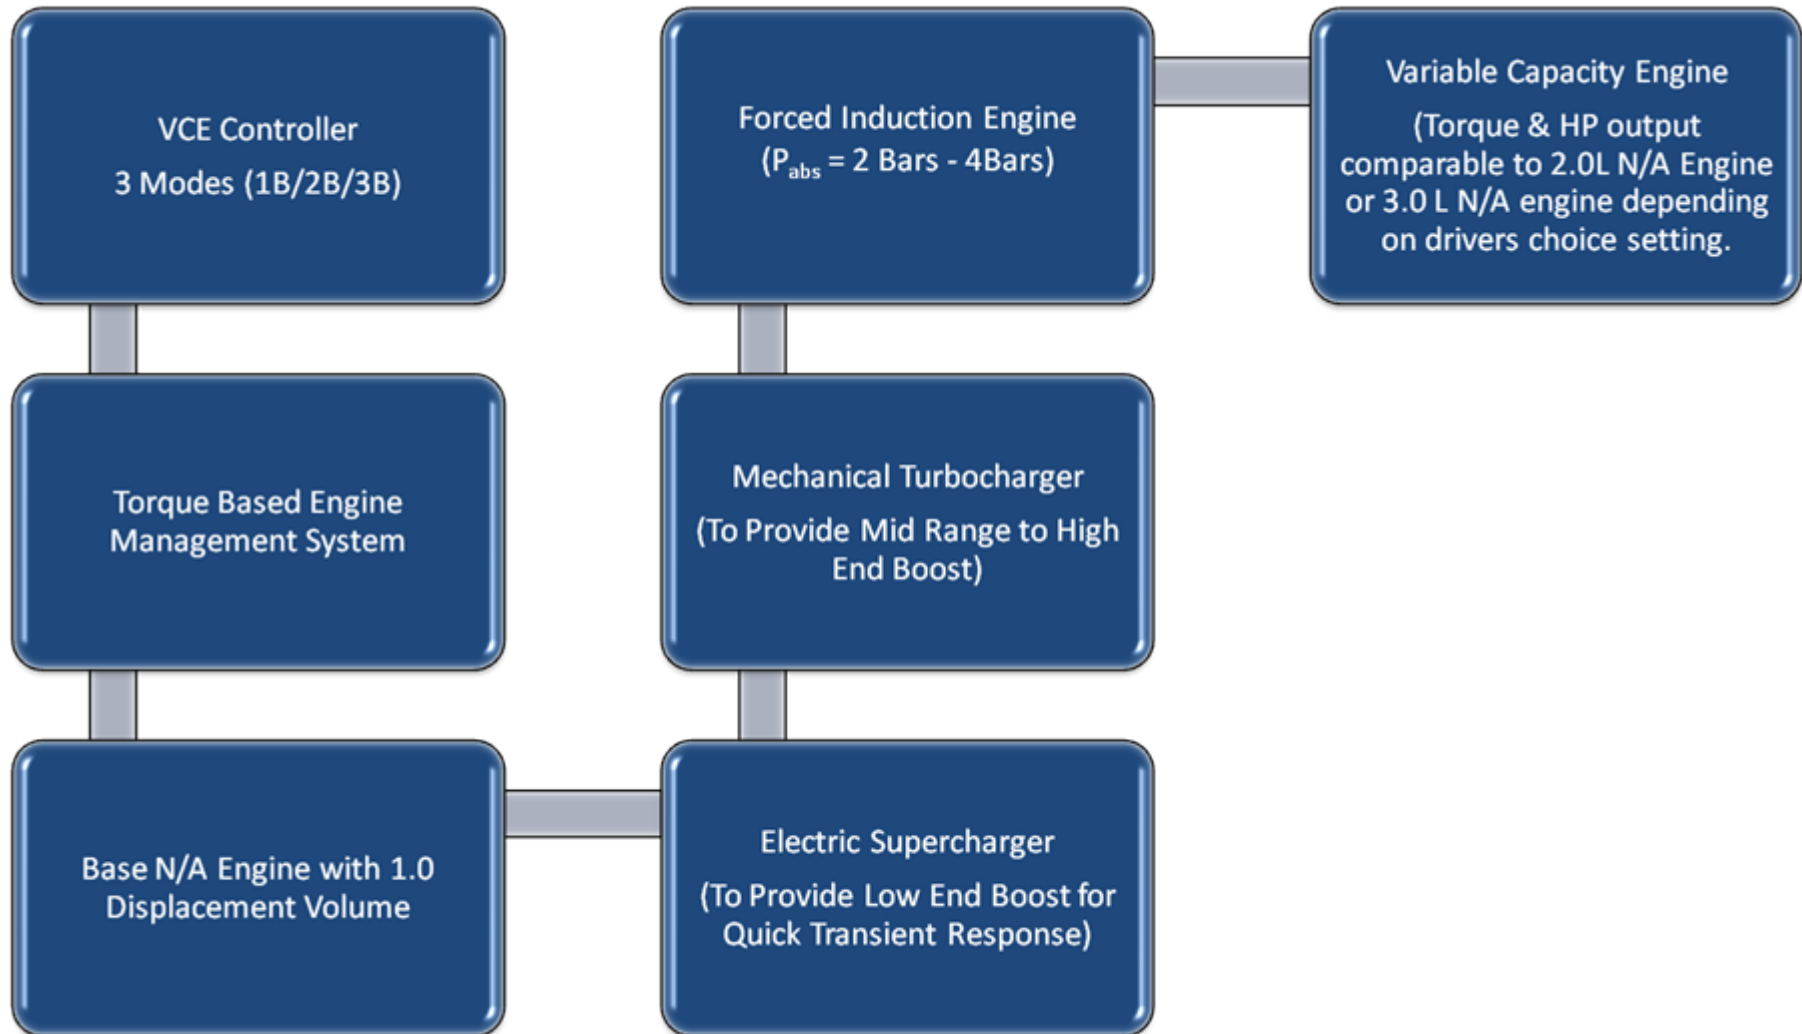 VCE Controller
3 Modes (1B/2B/3B)
Torque Based Engine
Management System
Base N/A Engine with 1.0
Displacement Volume
Electric Supercharger
(To Provide Low End Boost for
Quick Transient Response)
Mechanical Turbocharger
(To Provide Mid Range to High
End Boost)
Forced Induction Engine
(Pabs = 2 Bars - 4Bars)
Variable Capacity Engine
(Torque & HP output
comparable to 2.0L N/A Engine
or 3.0 L N/A engine depending
on drivers choice setting.